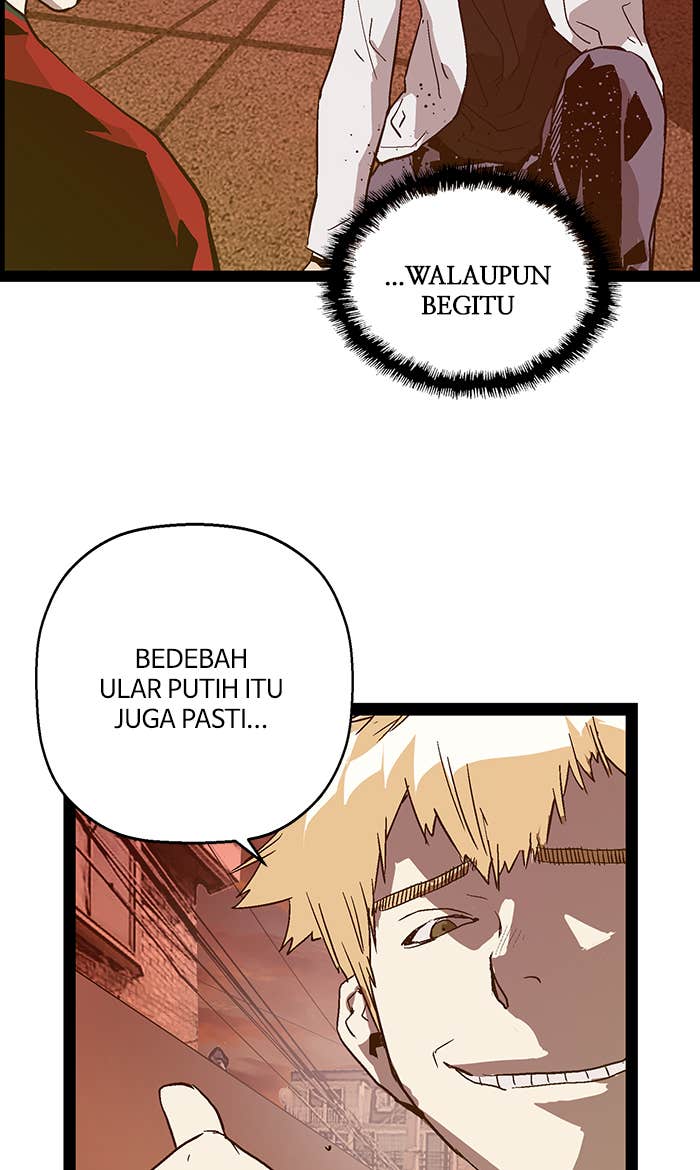 ...WALAUPUN
BEGITU
BEDEBAH
ULAR PUTIH ITU
JUGA PASTI...